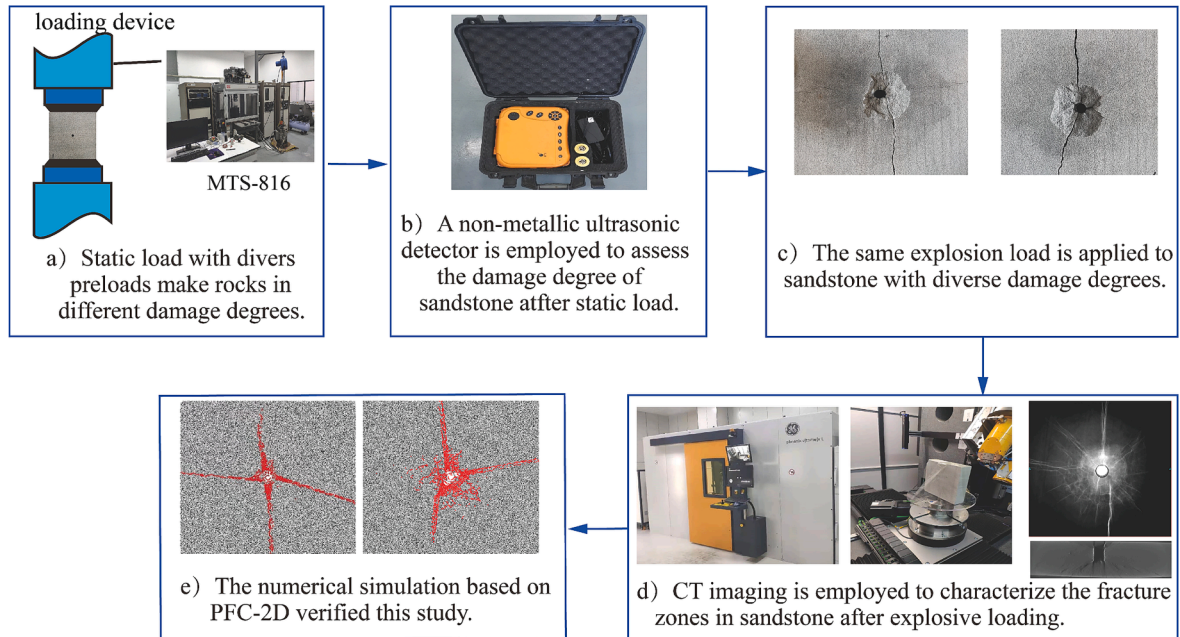 loading device
MTS-816
a）Static load with divers
preloads make rocks in
different damage degrees.
b）A non-metallic ultrasonic
detector is employed to assess
the damage degree of
sandstone atfter static load.
c）The same explosion load is applied to
sandstone with diverse damage degrees.
d）CT imaging is employed to characterize the fracture
zones in sandstone after explosive loading.
e）The numerical simulation based on
PFC-2D verified this study.